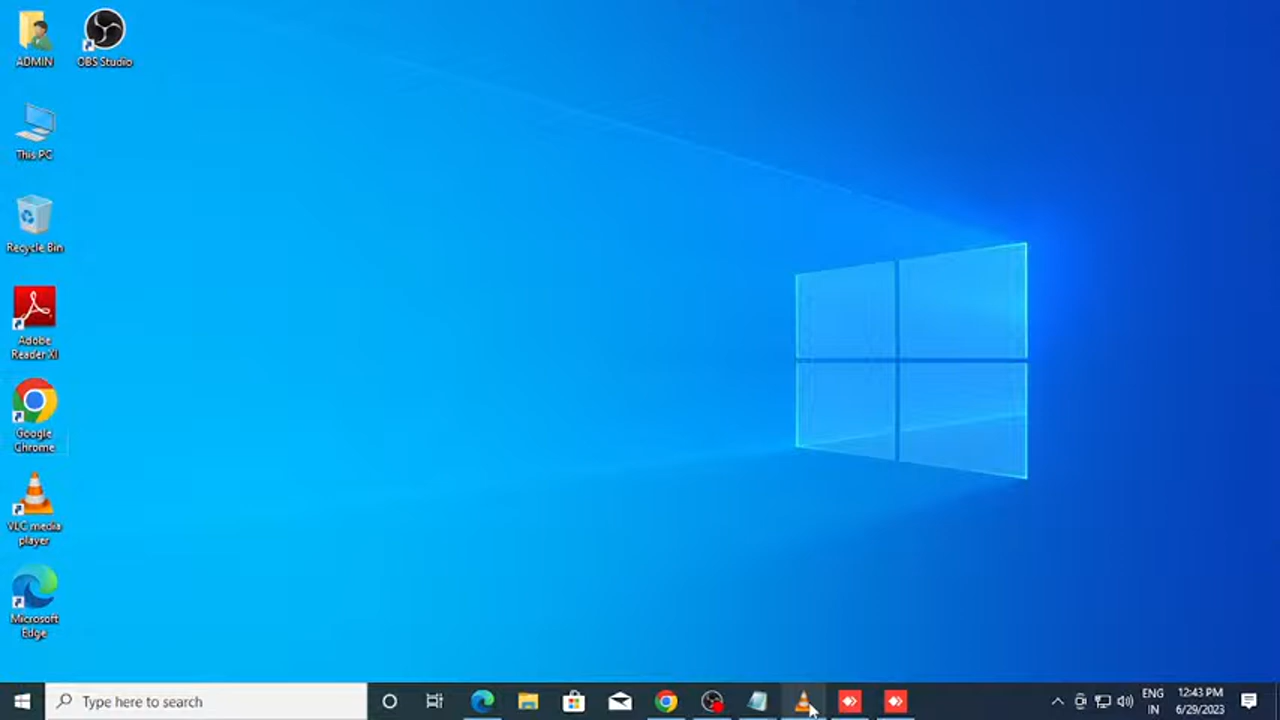 ADMIN
OBS Studio
This PC
Recycle Bin
Adobe
Reader XI
Google
Chrome
VLC media
player
Microsoft
Edge
Type here to search
ENG
IN
12:43 PM
6/29/2023